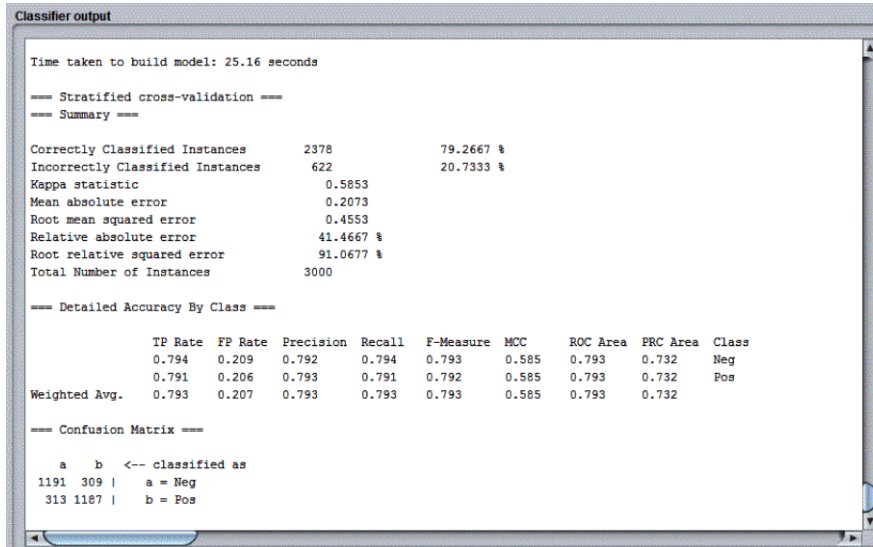 Classifier output
Time taken to build model: 25.16 seconds
=== Stratified cross-validation ===
=== Summary ===
Correctly Classified Instances 2378 79.2667 %
Incorrectly Classified Instances 622 20.7333 %
Kappa statistic 0.5853
Mean absolute error 0.2073
Root mean squared error 0.4553
Relative absolute error 41.4667 %
Root relative squared error 91.0677 %
Total Number of Instances 3000
=== Detailed Accuracy By Class ===
TP Rate FP Rate Precision Recall F-Measure MCC ROC Area PRC Area Class
0.794 0.209 0.792 0.794 0.793 0.585 0.793 0.732 Neg
0.791 0.206 0.793 0.791 0.792 0.585 0.793 0.732 Pos
Weighted Avg. 0.793 0.207 0.793 0.793 0.793 0.585 0.793 0.732
=== Confusion Matrix ===
a b <-- classified as
1191 309 | a = Neg
313 1187 | b = Pos